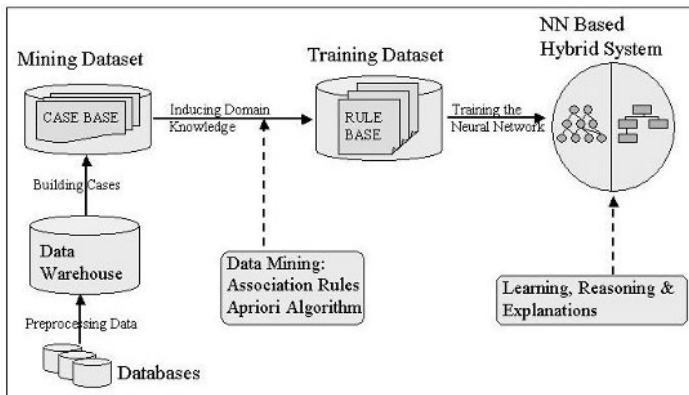 NN Based
Hybrid System
Mining Dataset
Training Dataset
CASE BASE
Inducing Domain
Knowledge
RULE
BASE
Training the
Neural Network
Building Cases
Data
Warehouse
Data Mining:
Association Rules
Apriori Algorithm
Learning, Reasoning &
Explanations
Preprocessing Data
Databases